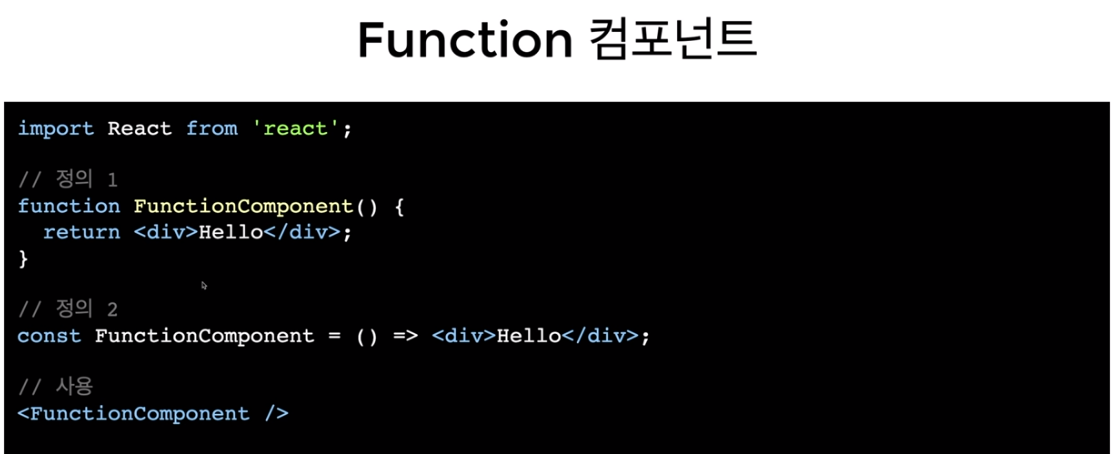 Function 컴포넌트
import React from 'react';
// 정의 1
function FunctionComponent() {
  return <div>Hello</div>;
}
// 정의 2
const FunctionComponent = () => <div>Hello</div>;
// 사용
<FunctionComponent />